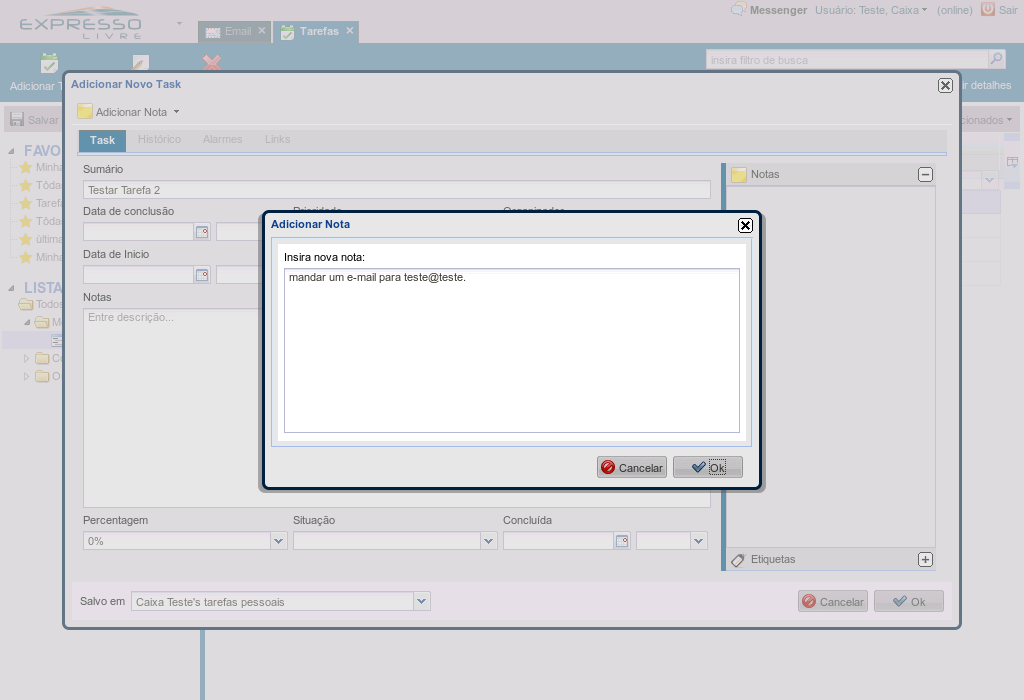 EXPRESSO
LIVRE
Email
Tarefas
Messenger
Usuário: Teste, Caixa
(online)
Sair
insira filtro de busca
Adicionar T
ir detalhes
Salvar
cionados
Adicionar Novo Task
Adicionar Nota
Task
Histórico
Alarmes
Links
FAVO
Minha
Tôda
Taref
Tôda
última
Minha
LISTA
Todos
Sumário
Testar Tarefa 2
Data de conclusão
Prioridade
Organizador
Data de Inicio
Notas
Entre descrição...
Notas
Adicionar Nota
Insira nova nota:
mandar um e-mail para teste@teste.
Cancelar
Ok
Percentagem
Situação
Concluída
0%
Etiquetas
Salvo em
Caixa Teste's tarefas pessoais
Cancelar
Ok